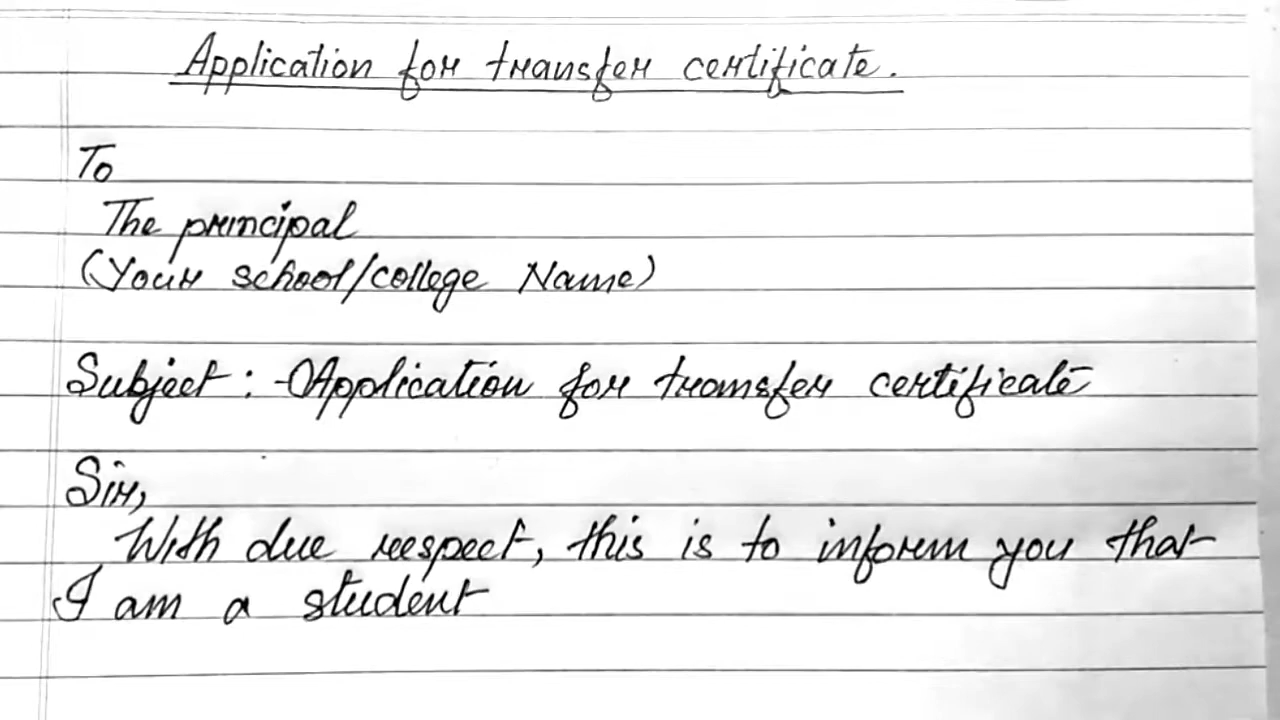 Application for transfer certificate.
To
The principal
(Your school/college Name)
Subject: -Application for transfer certificate
Sir,
With due respect, this is to inform you that
I am a student